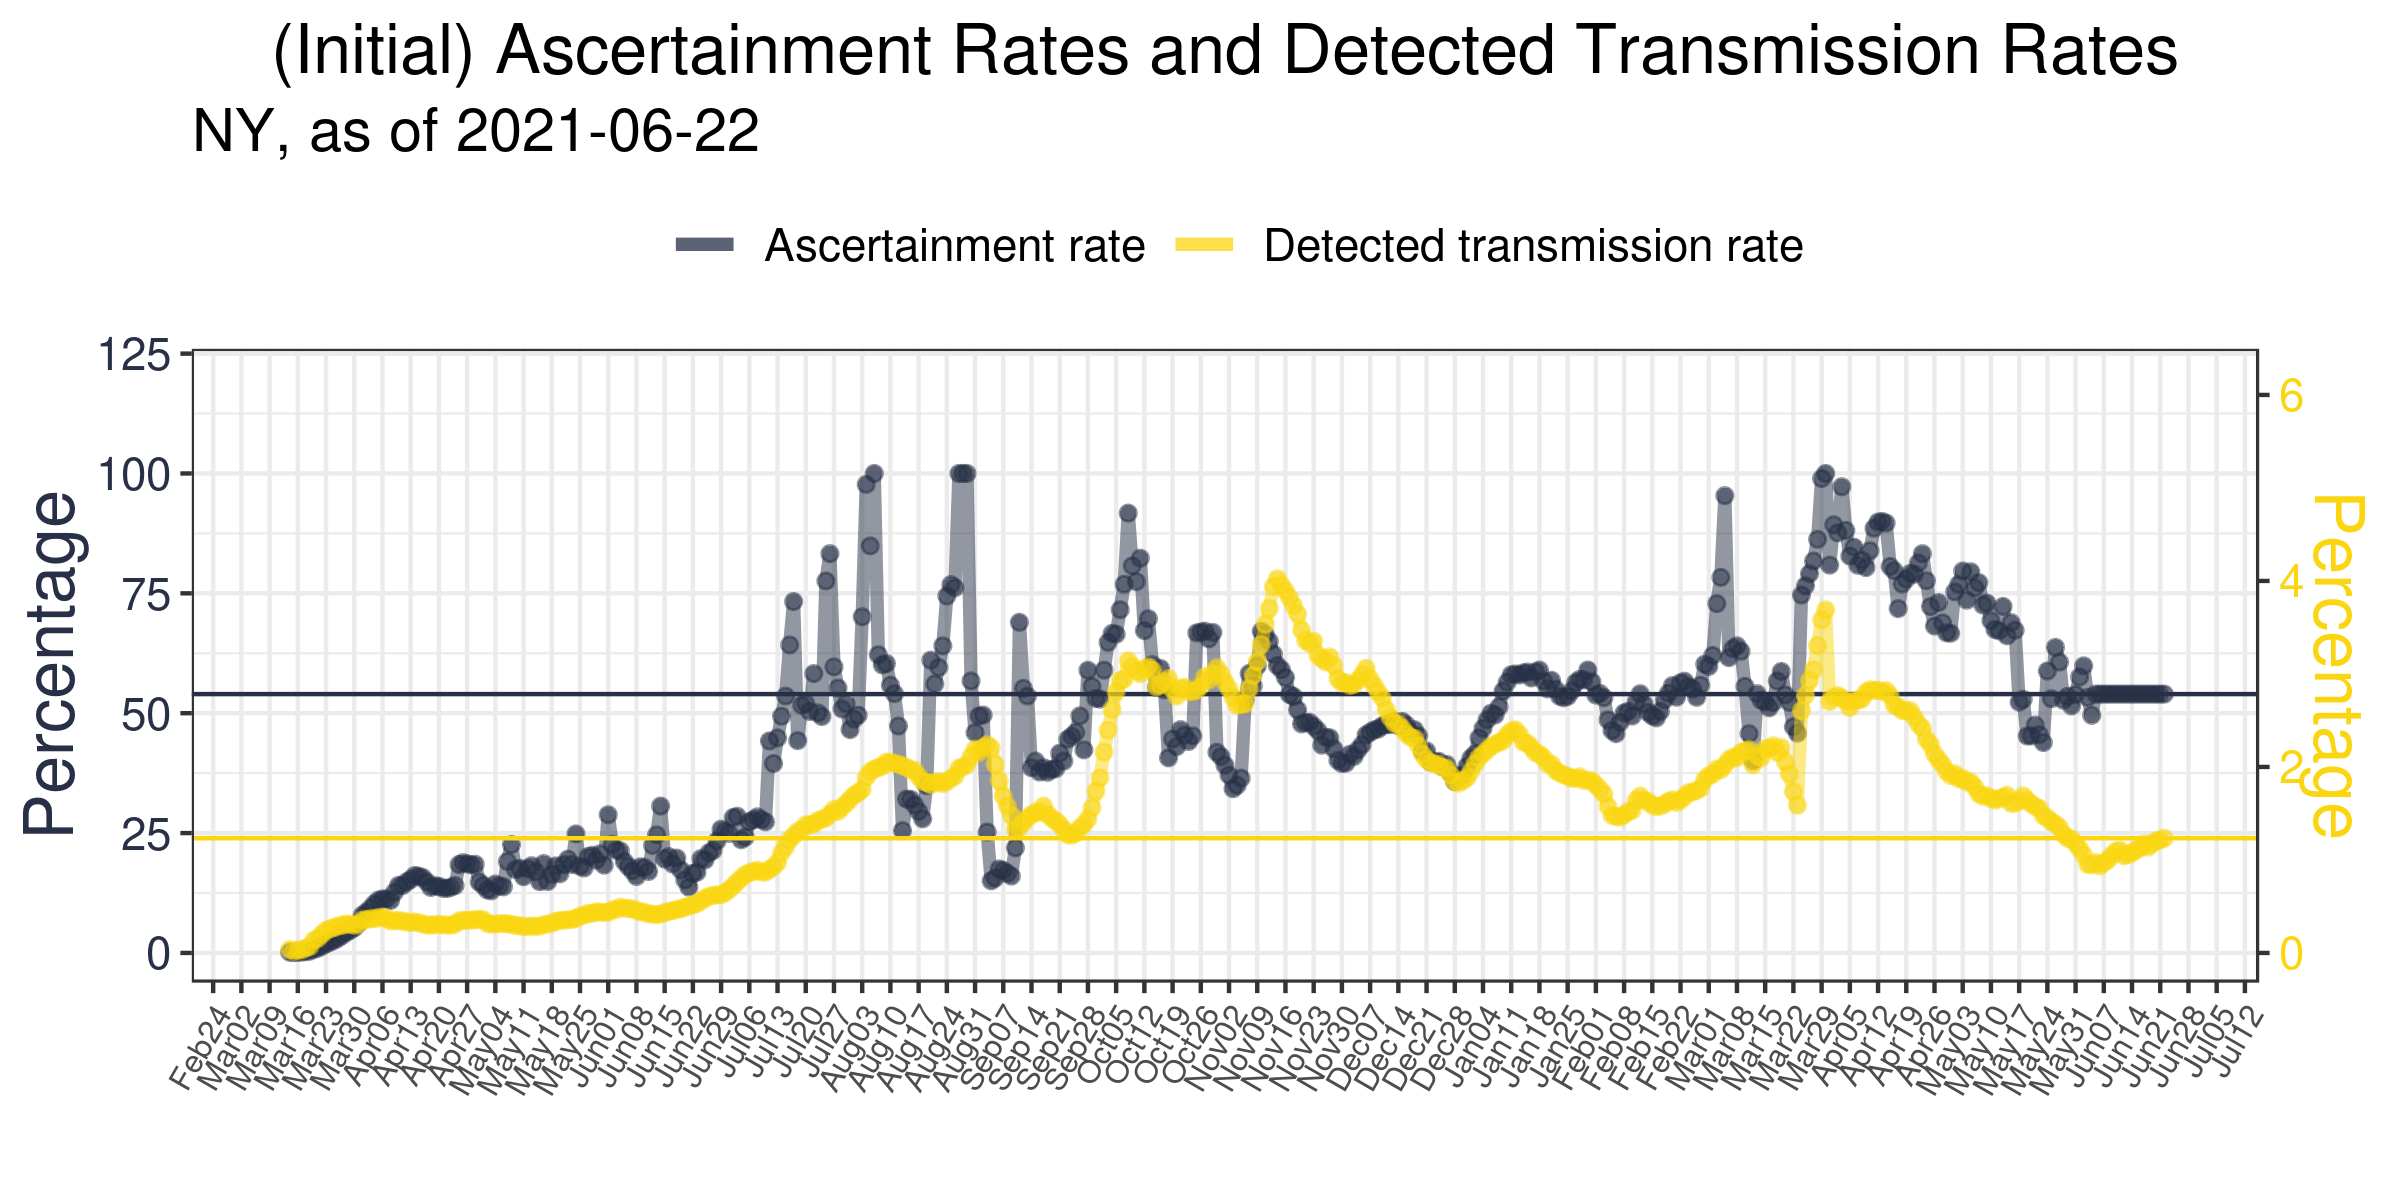 (Initial) Ascertainment Rates and Detected Transmission Rates
NY, as of 2021-06-22
Ascertainment rate Detected transmission rate
Percentage
125
100
75
50
25
0
6
4
2
0
Percentage
Feb24 Mar02 Mar09 Mar16 Mar23 Mar30 Apr06 Apr13 Apr20 Apr27 May04 May11 May18 May25 Jun01 Jun08 Jun15 Jun22 Jun29 Jul06 Jul13 Jul20 Jul27 Aug03 Aug10 Aug17 Aug24 Aug31 Sep07 Sep14 Sep21 Sep28 Oct05 Oct12 Oct19 Oct26 Nov02 Nov09 Nov16 Nov23 Nov30 Dec07 Dec14 Dec21 Dec28 Jan04 Jan11 Jan18 Jan25 Feb01 Feb08 Feb15 Feb22 Mar01 Mar08 Mar15 Mar22 Mar29 Apr05 Apr12 Apr19 Apr26 May03 May10 May17 May24 May31 Jun07 Jun14 Jun21 Jun28 Jul05 Jul12